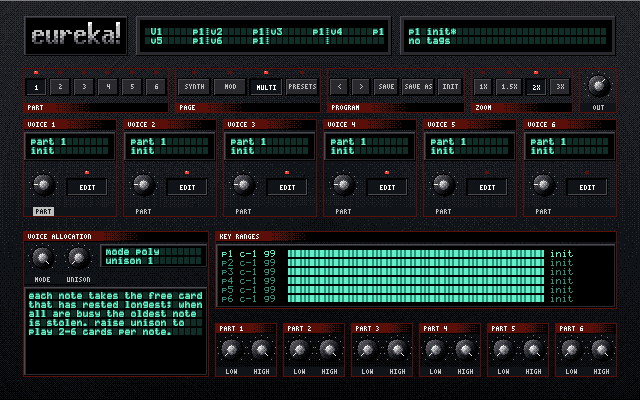 eureka!
V1 p1 v2 p1 v3 p1 v4 p1
v5 p1 v6 p1
p1 init*
no tags
1 2 3 4 5 6
PART
SYNTH MOD MULTI PRESETS
PAGE
< > SAVE SAVE AS INIT
PROGRAM
1X 1.5X 2X 3X
ZOOM
OUT
VOICE 1 VOICE 2 VOICE 3 VOICE 4 VOICE 5 VOICE 6
part 1 part 1 part 1 part 1 part 1 part 1
init init init init init init
EDIT EDIT EDIT EDIT EDIT EDIT
PART PART PART PART PART PART
VOICE ALLOCATION
mode poly
unison 1
MODE UNISON
each note takes the free card
that has rested longest; when
all are busy the oldest note
is stolen. raise unison to
play 2-6 cards per note.
KEY RANGES
p1 c-1 g9 init
p2 c-1 g9 init
p3 c-1 g9 init
p4 c-1 g9 init
p5 c-1 g9 init
p6 c-1 g9 init
PART 1 PART 2 PART 3 PART 4 PART 5 PART 6
LOW HIGH LOW HIGH LOW HIGH LOW HIGH LOW HIGH LOW HIGH